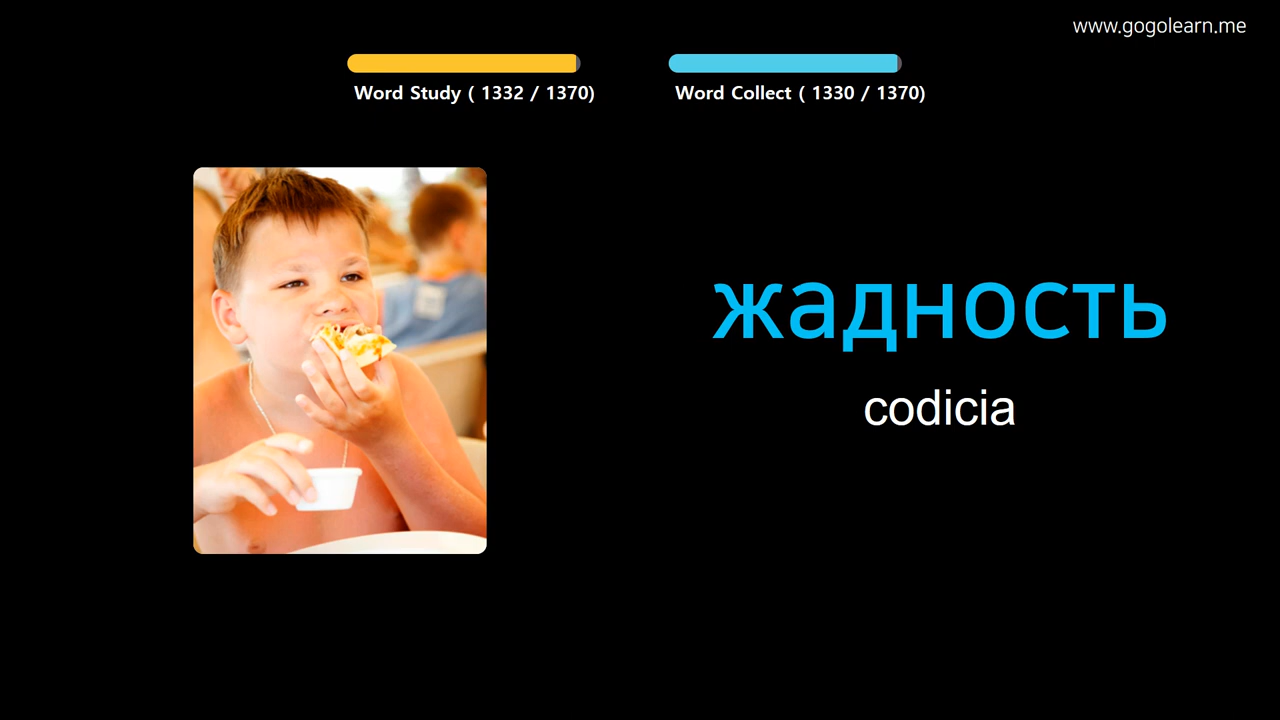 www.gogolearn.me
Word Study ( 1332 / 1370)
Word Collect ( 1330 / 1370)
жадность
codicia